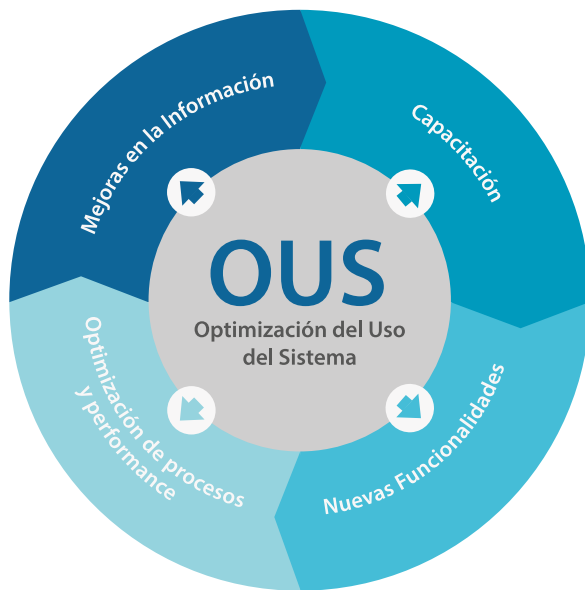 Mejoras en la Información
Capacitación
OUS
Optimización del Uso
del Sistema
Optimización de procesos
y performance
Nuevas Funcionalidades